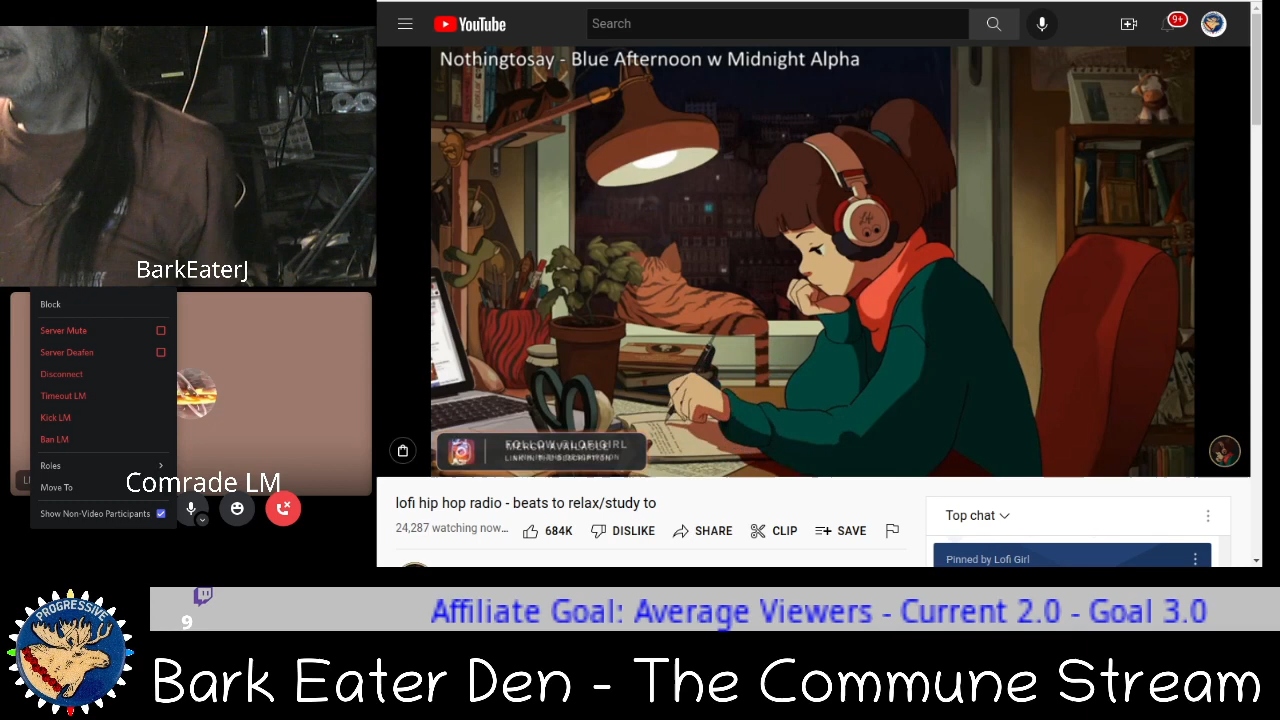 BarkEaterJ
Block
Server Mute
Server Deafen
Disconnect
Timeout LM
Kick LM
Ban LM
Roles
Move To
Show Non-Video Participants
Comrade LM
YouTube
Search
9+
Nothingtosay - Blue Afternoon w Midnight Alpha
lofi hip hop radio - beats to relax/study to
24,287 watching now...
684K
DISLIKE
SHARE
CLIP
SAVE
Top chat
Pinned by Lofi Girl
9
Affiliate Goal: Average Viewers - Current 2.0 - Goal 3.0
PROGRESSIVE
Bark Eater Den - The Commune Stream